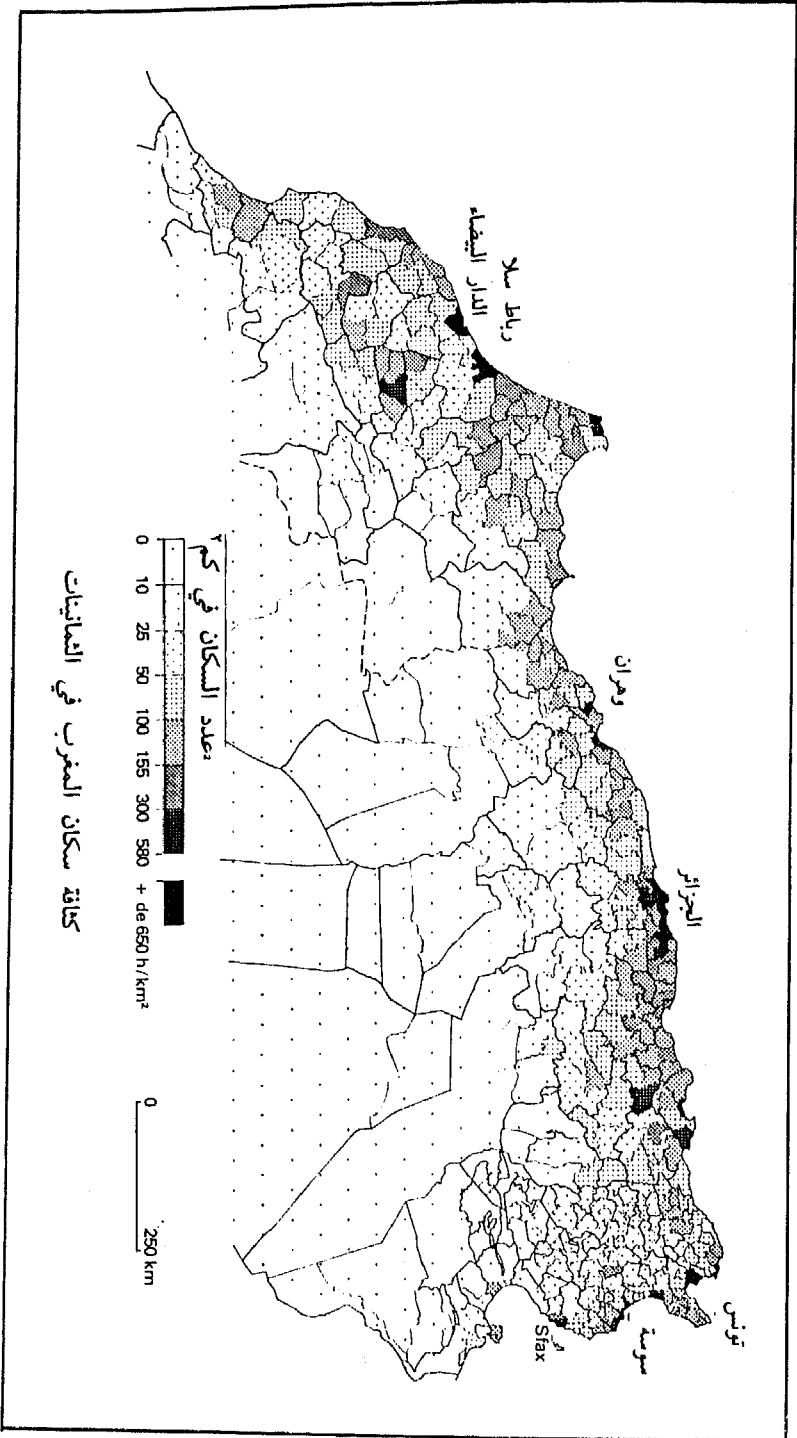 رباط سلا
الدار البيضاء
وهران
الجزائر
تونس
سوسة
Sfax
عدد السكان في كم٢
0 10 25 50 100 155 300 580
+ de 650 h/km²
0 250 km
كثافة سكان المغرب في الثمانينات